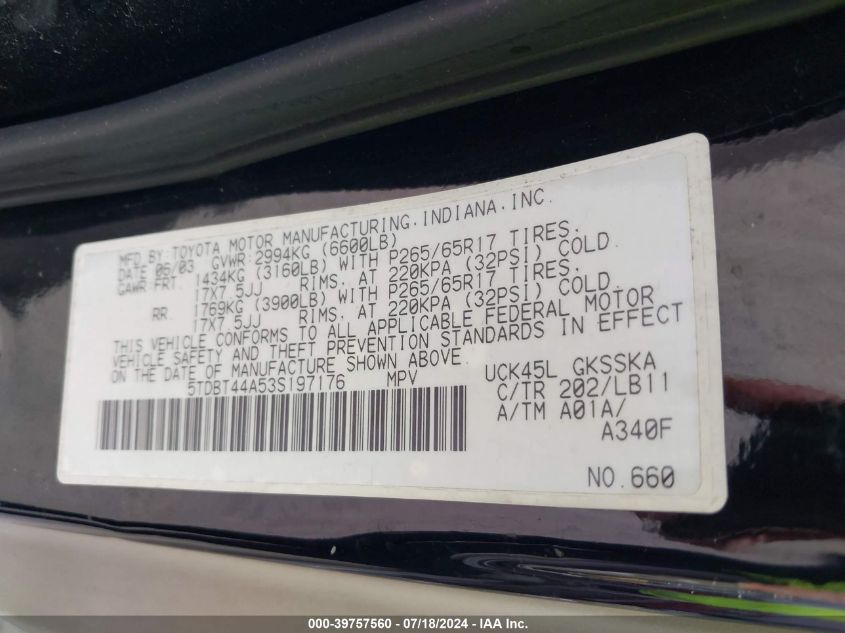 MFD BY: TOYOTA MOTOR MANUFACTURING. INDIANA. INC.
DATE 06/03 GVWR:2994KG (6600LB)
GAWR:FRT. 1434KG (3160LB) WITH P265/65R17 TIRES.
17X7.5JJ RIMS. AT 220KPA (32PSI) COLD.
RR. 1769KG (3900LB) WITH P265/65R17 TIRES.
17X7.5JJ RIMS. AT 220KPA (32PSI) COLD.
THIS VEHICLE CONFORMS TO ALL APPLICABLE FEDERAL MOTOR
VEHICLE SAFETY AND THEFT PREVENTION STANDARDS IN EFFECT
ON THE DATE OF MANUFACTURE SHOWN ABOVE.
5TDBT44A53S197176 MPV
UCK45L GKSSKA
C/TR 202/LB11
A/TM A01A/
A340F
NO.660
000-39757560 / 07/18/2024 - IAA Inc.